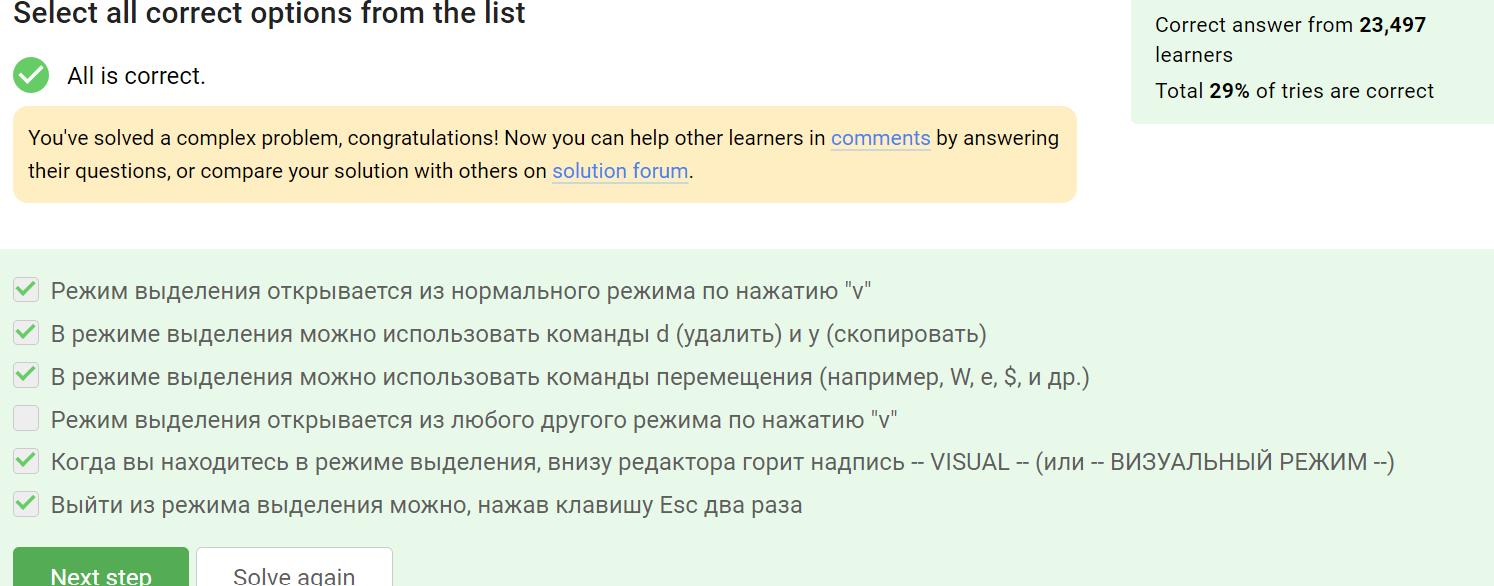 Select all correct options from the list
Correct answer from 23,497
learners
Total 29% of tries are correct
All is correct.
You've solved a complex problem, congratulations! Now you can help other learners in comments by answering
their questions, or compare your solution with others on solution forum.
Режим выделения открывается из нормального режима по нажатию "v"
В режиме выделения можно использовать команды d (удалить) и y (скопировать)
В режиме выделения можно использовать команды перемещения (например, W, e, $, и др.)
Режим выделения открывается из любого другого режима по нажатию "v"
Когда вы находитесь в режиме выделения, внизу редактора горит надпись -- VISUAL -- (или -- ВИЗУАЛЬНЫЙ РЕЖИМ --)
Выйти из режима выделения можно, нажав клавишу Esc два раза
Next step
Solve again